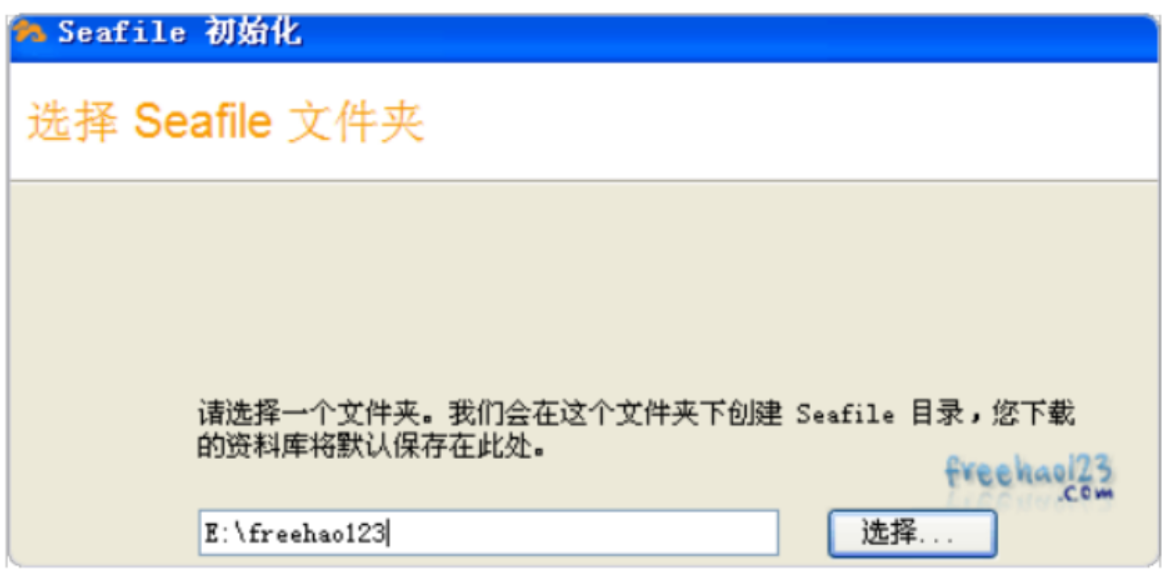 Seafile 初始化
选择 Seafile 文件夹
请选择一个文件夹。我们会在这个文件夹下创建 Seafile 目录，您下载
的资料库将默认保存在此处。
freehao123
.com
E:\freehao123
选择...